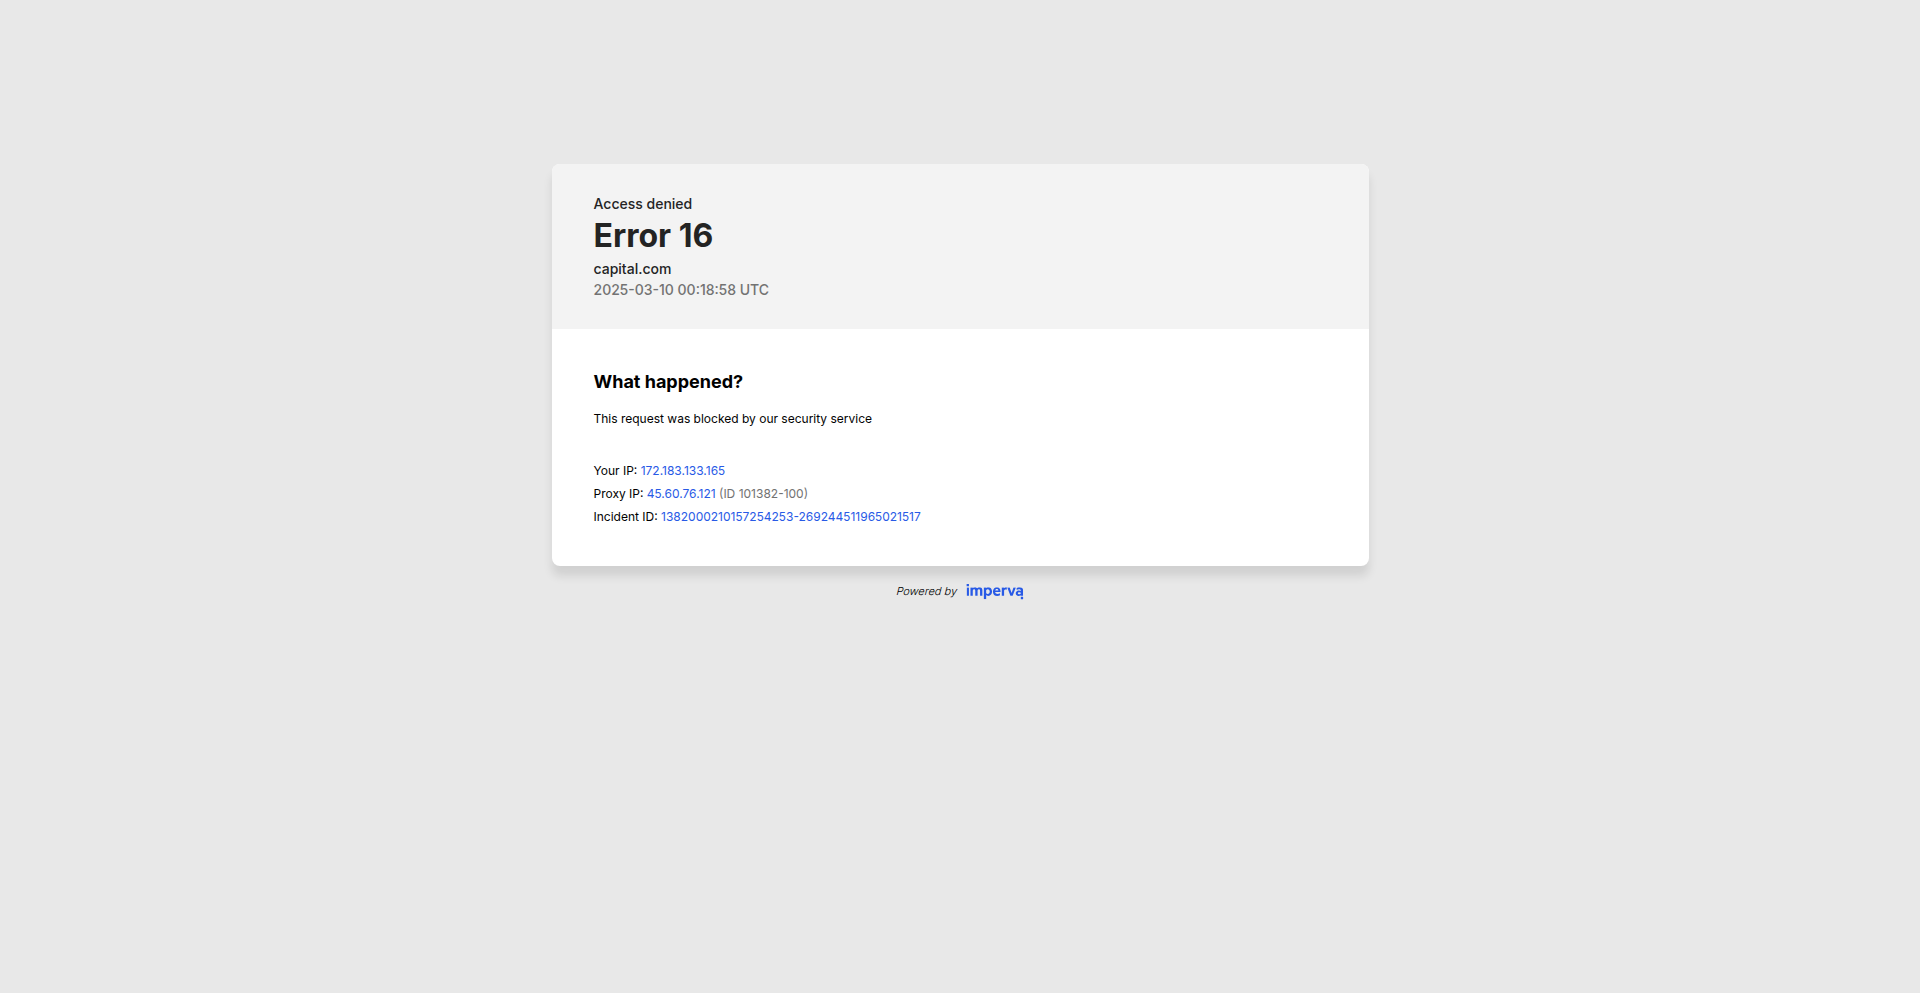 Access denied
Error 16
capital.com
2025-03-10 00:18:58 UTC
What happened?
This request was blocked by our security service
Your IP: 172.183.133.165
Proxy IP: 45.60.76.121 (ID 101382-100)
Incident ID: 1382000210157254253-269244511965021517
Powered by imperva